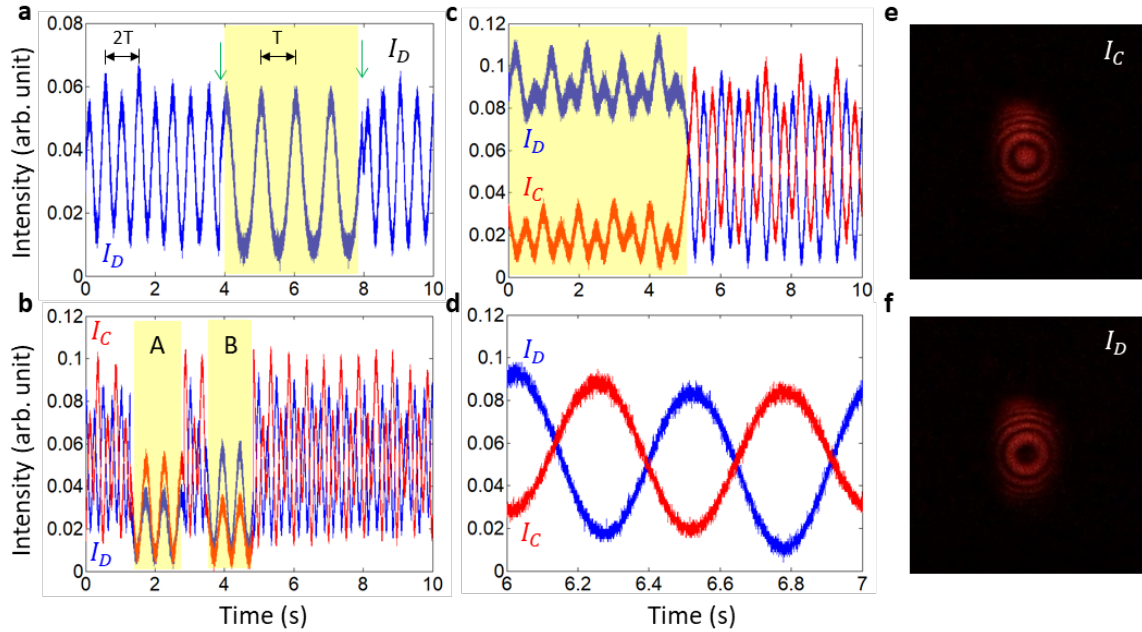 a
Intensity (arb. unit)
0.08
0.06
0.04
0.02
0
2T
T
I_D
I_D
0 2 4 6 8 10
b
Intensity (arb. unit)
0.12
0.1
0.08
0.06
0.04
0.02
0
I_C
A
B
I_D
0 2 4 6 8 10
Time (s)
c
0.12
0.1
0.08
0.06
0.04
0.02
0
I_D
I_C
0 2 4 6 8 10
d
0.12
0.1
0.08
0.06
0.04
0.02
0
I_D
I_C
6 6.2 6.4 6.6 6.8 7
Time (s)
e
I_C
f
I_D